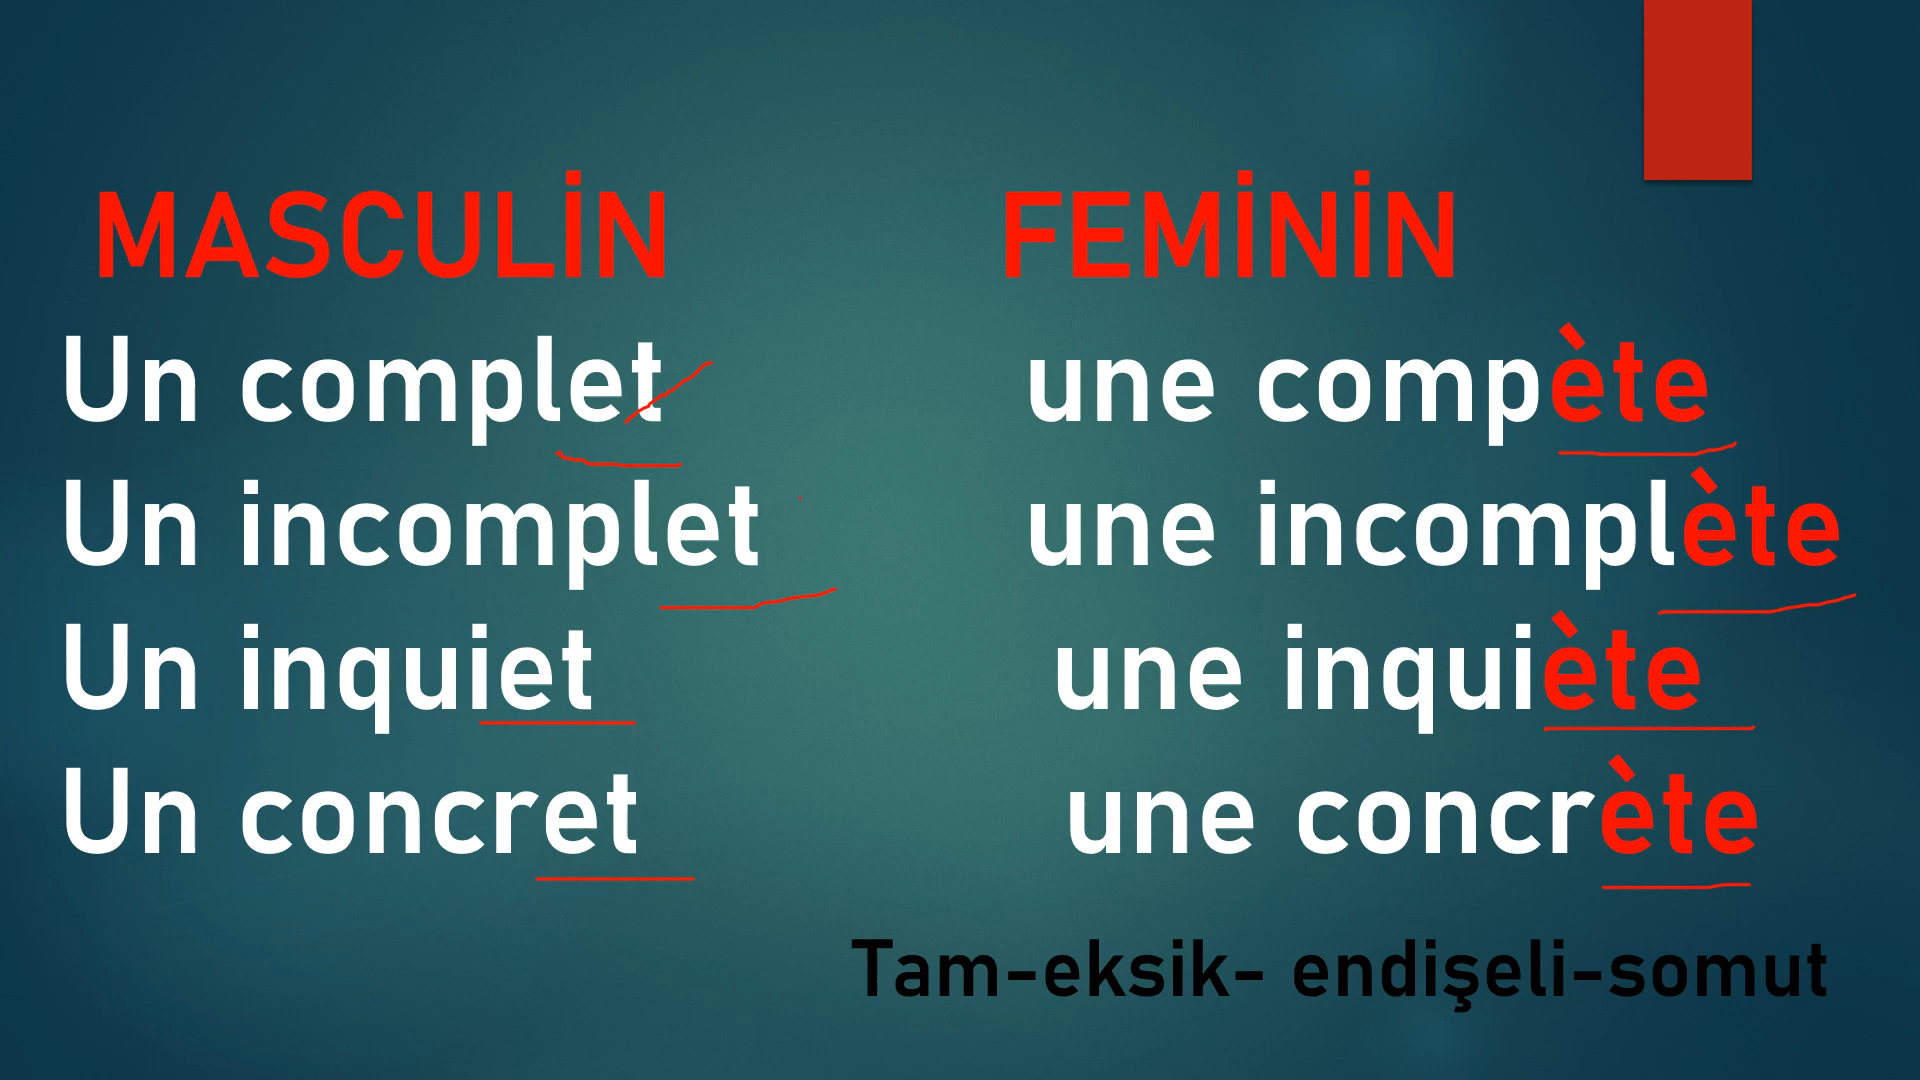 MASCULİN FEMİNİN
Un complet une compète
Un incomplet une incomplète
Un inquiet une inquiète
Un concret une concrète
Tam-eksik- endişeli-somut